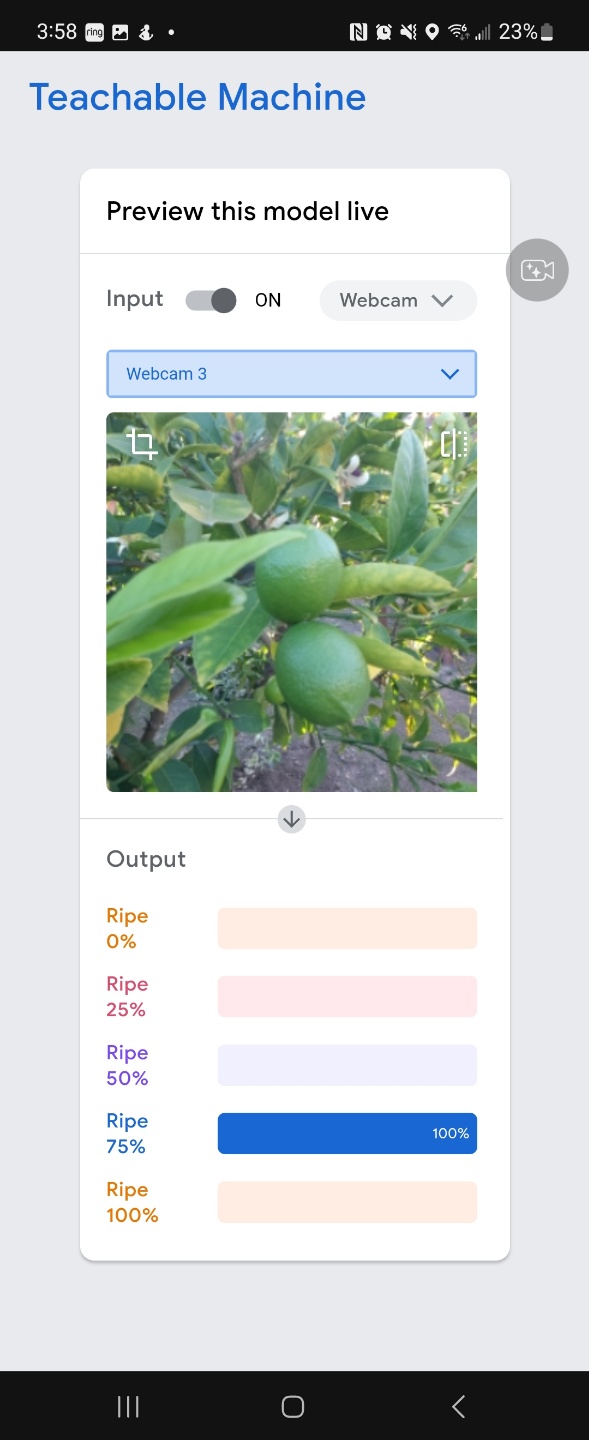 3:58 ring 23%
Teachable Machine
Preview this model live
Input ON Webcam
Webcam 3
Output
Ripe
0%
Ripe
25%
Ripe
50%
Ripe
75%
100%
Ripe
100%